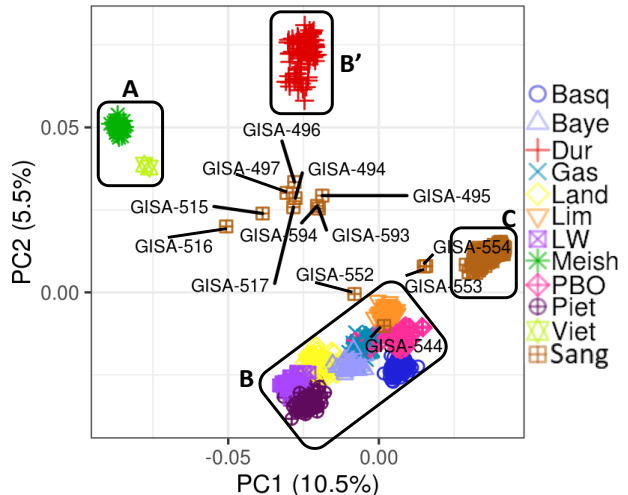 A
B’
GISA-496
0.05
GISA-497
GISA-494
GISA-495
GISA-515
GISA-516
GISA-594
GISA-593
C
GISA-554
GISA-517
GISA-552
GISA-553
0.00
GISA-544
B
PC2 (5.5%)
-0.05
0.00
PC1 (10.5%)
Basq
Baye
Dur
Gas
Land
Lim
LW
Meish
PBO
Piet
Viet
Sang